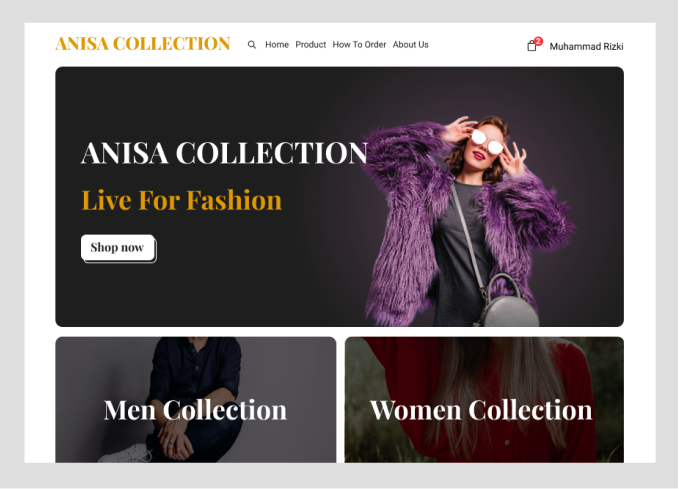 ANISA COLLECTION Home Product How To Order About Us 2 Muhammad Rizki
ANISA COLLECTION
Live For Fashion
Shop now
Men Collection Women Collection